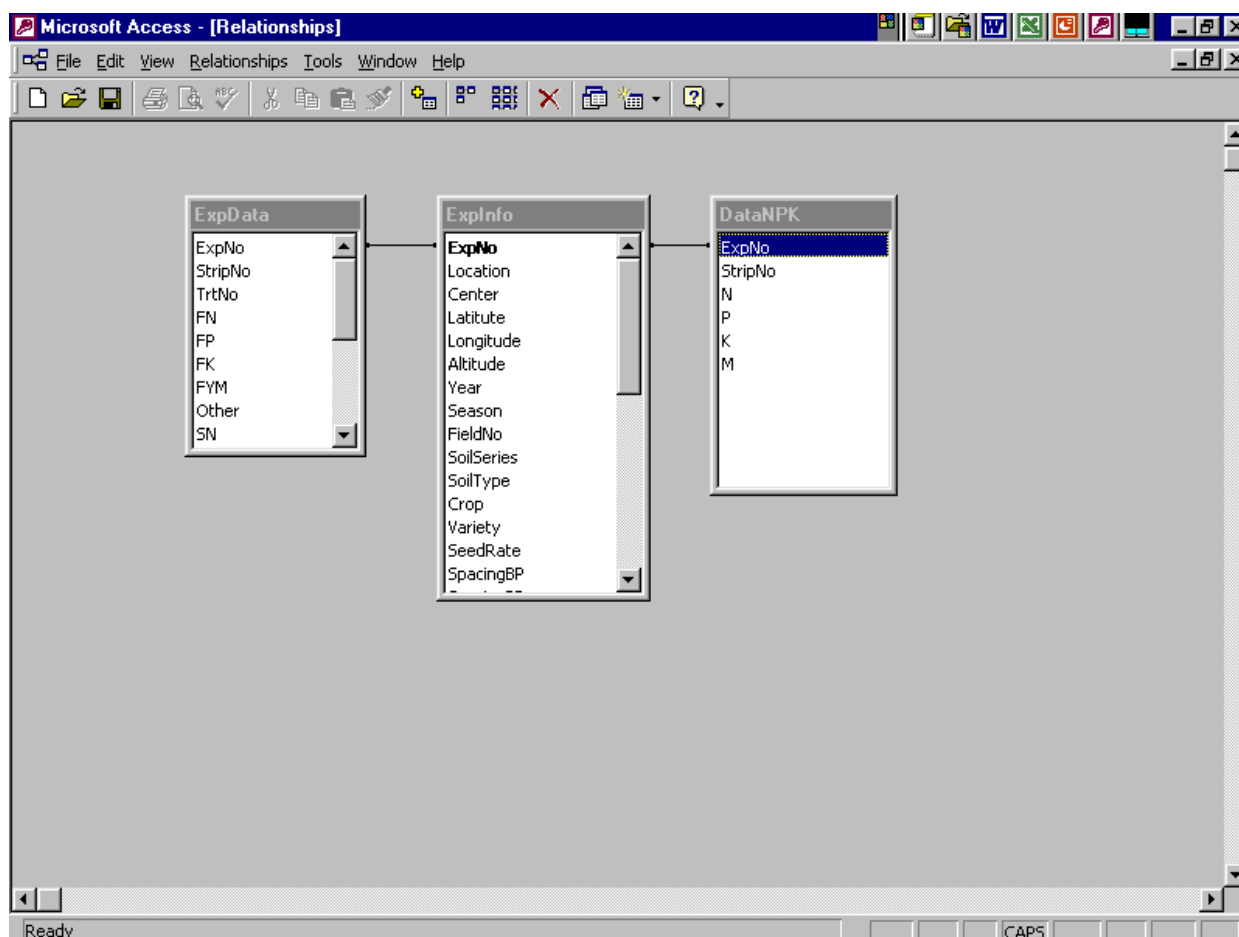 Microsoft Access - [Relationships]
File Edit View Relationships Tools Window Help
ExpData
ExpNo
StripNo
TrtNo
FN
FP
FK
FYM
Other
SN
ExpInfo
ExpNo
Location
Center
Latitute
Longitude
Altitude
Year
Season
FieldNo
SoilSeries
SoilType
Crop
Variety
SeedRate
SpacingBP
DataNPK
ExpNo
StripNo
N
P
K
M
Ready CAPS